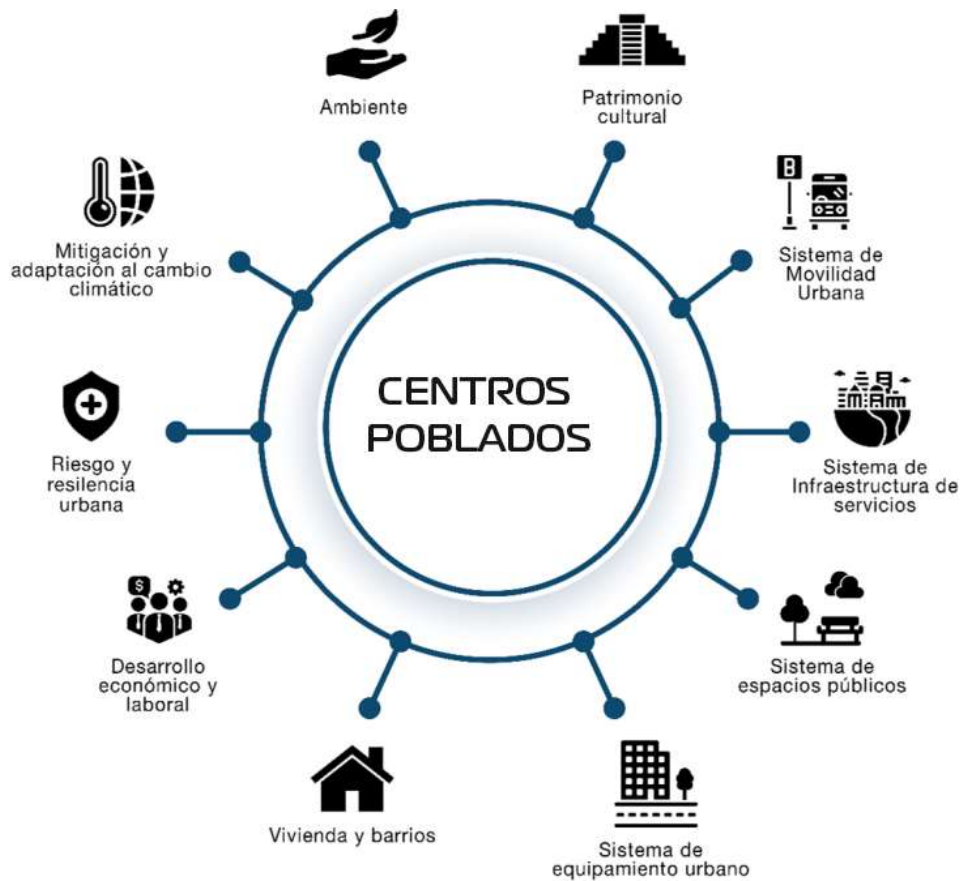 Ambiente
Patrimonio
cultural
B
Sistema de
Movilidad
Urbana
Mitigación y
adaptación al cambio
climático
CENTROS
POBLADOS
Riesgo y
resilencia
urbana
Sistema de
Infraestructura de
servicios
$
Desarrollo
económico y
laboral
Sistema de
espacios públicos
Vivienda y barrios
Sistema de
equipamiento urbano